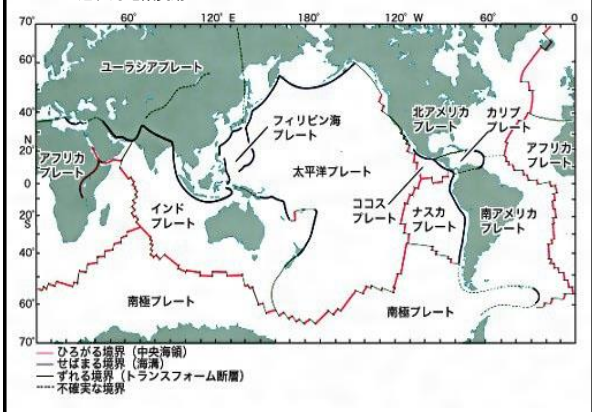 60°
120° E
180°
120° W
60°
0
70°
60°
40°
N
20°
0
20°
S
40°
60°
70°
ユーラシアプレート
フィリピン海
プレート
太平洋プレート
北アメリカ
プレート
カリブ
プレート
アフリカ
プレート
アフリカ
プレート
インド
プレート
ココス
プレート
ナスカ
プレート
南アメリカ
プレート
南極プレート
南極プレート
ひろがる境界（中央海嶺）
せばまる境界（海溝）
ずれる境界（トランスフォーム断層）
不確実な境界